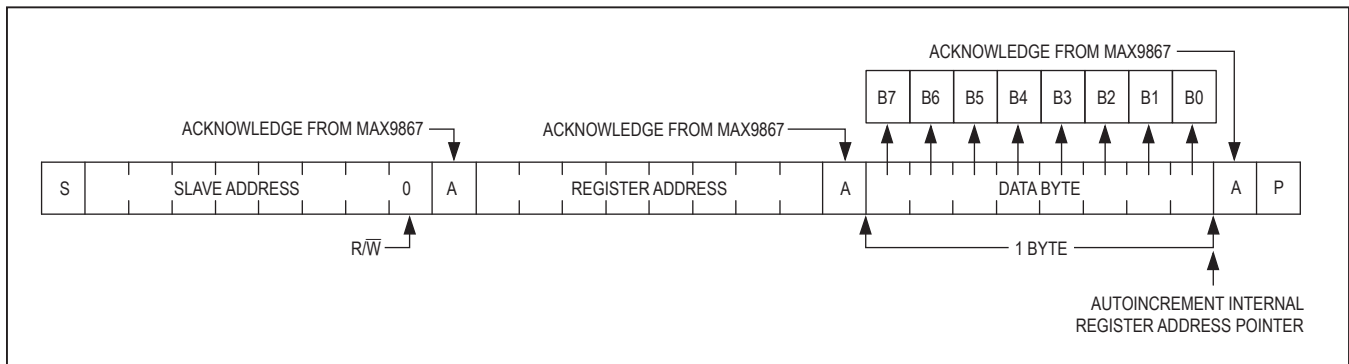 ACKNOWLEDGE FROM MAX9867
B7 B6 B5 B4 B3 B2 B1 B0
ACKNOWLEDGE FROM MAX9867 ACKNOWLEDGE FROM MAX9867
S SLAVE ADDRESS 0 A REGISTER ADDRESS A DATA BYTE A P
R/W̅ 1 BYTE
AUTOINCREMENT INTERNAL
REGISTER ADDRESS POINTER